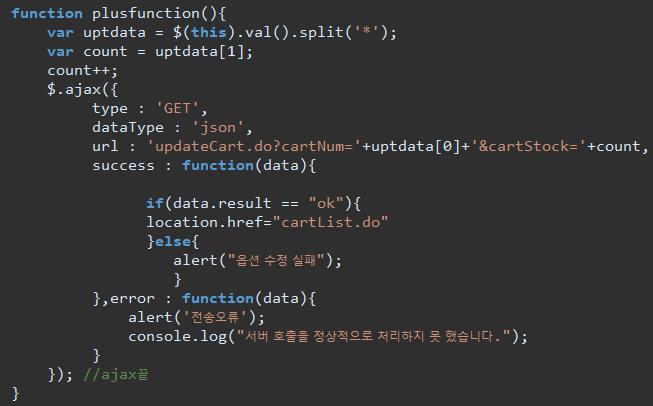 function plusfunction(){
    var uptdata = $(this).val().split('*');
    var count = uptdata[1];
    count++;
    $.ajax({
         type : 'GET',
         dataType : 'json',
         url : 'updateCart.do?cartNum='+uptdata[0]+'&cartStock='+count,
         success : function(data){
               if(data.result == "ok"){
               location.href="cartList.do"
               }else{
                  alert("옵션 수정 실패");
                  }
         },error : function(data){
             alert('전송오류');
             console.log("서버 호출을 정상적으로 처리하지 못 했습니다.");
         }
    }); //ajax끝
}